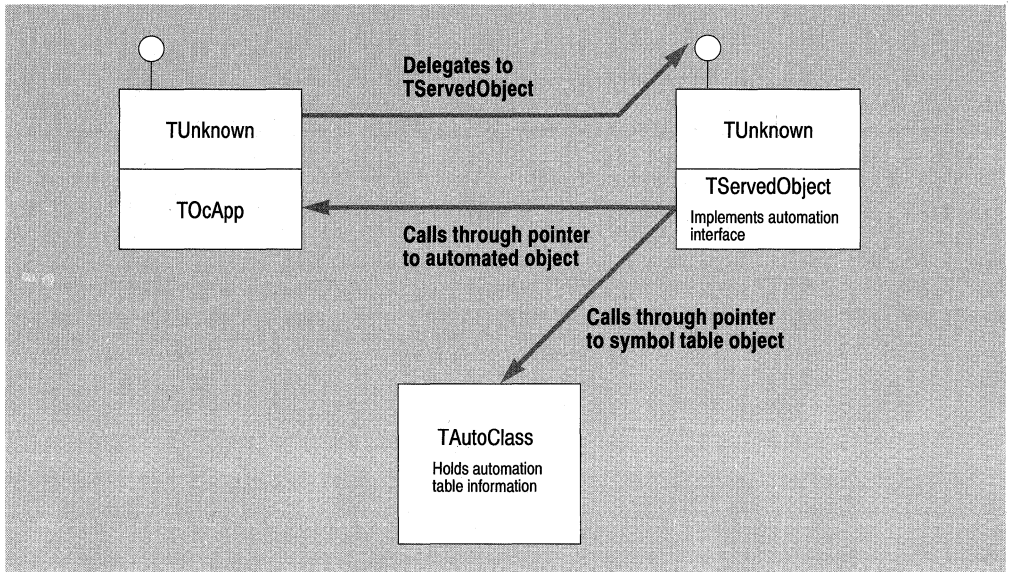 Delegates to
TServedObject
TUnknown
TUnknown
TOcApp
TServedObject
Implements automation
interface
Calls through pointer
to automated object
Calls through pointer
to symbol table object
TAutoClass
Holds automation
table information